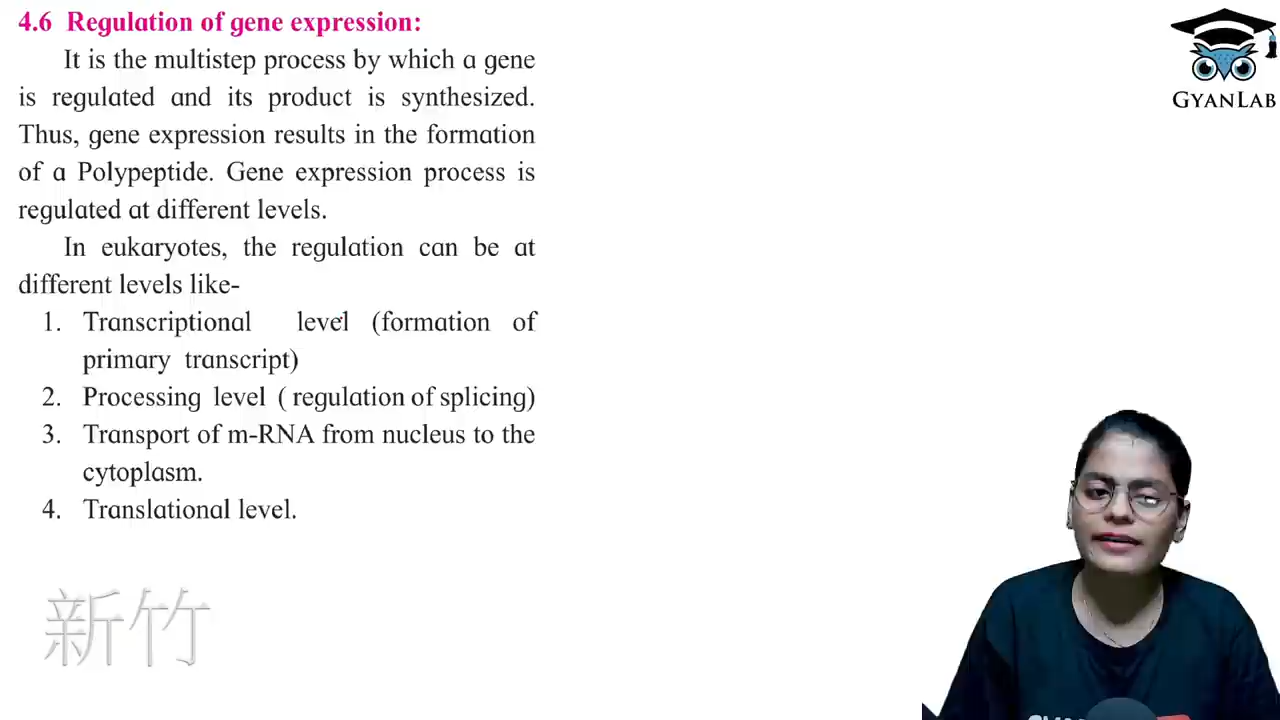 4.6 Regulation of gene expression:
It is the multistep process by which a gene
is regulated and its product is synthesized.
Thus, gene expression results in the formation
of a Polypeptide. Gene expression process is
regulated at different levels.
In eukaryotes, the regulation can be at
different levels like-
1. Transcriptional level (formation of
primary transcript)
2. Processing level ( regulation of splicing)
3. Transport of m-RNA from nucleus to the
cytoplasm.
4. Translational level.
新竹
GYANLAB